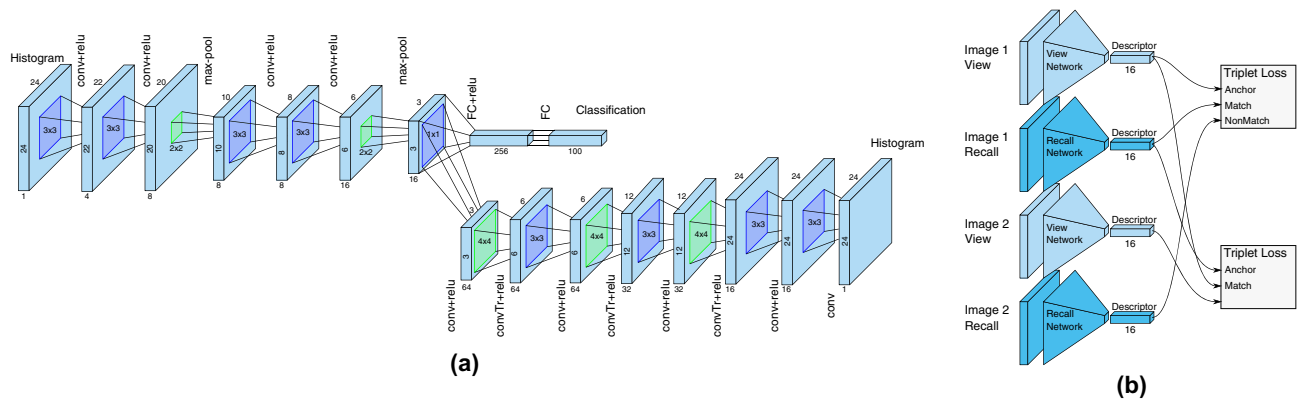 Histogram
conv+relu
conv+relu
max-pool
conv+relu
conv+relu
max-pool
FC+relu
FC
Classification
24
22
20
10
8
6
3
24
22
20
10
8
6
3
3x3
3x3
2x2
3x3
3x3
2x2
1x1
1
4
8
8
8
16
16
256
100
Histogram
3
6
6
12
12
24
24
24
3
6
6
12
12
24
24
24
4x4
3x3
4x4
3x3
4x4
3x3
3x3
64
64
64
32
32
16
16
1
conv+relu
convTr+relu
conv+relu
convTr+relu
conv+relu
convTr+relu
conv+relu
conv
(a)
Image 1
View
View
Network
Descriptor
16
Image 1
Recall
Recall
Network
Descriptor
16
Image 2
View
View
Network
Descriptor
16
Image 2
Recall
Recall
Network
Descriptor
16
Triplet Loss
Anchor
Match
NonMatch
Triplet Loss
Anchor
Match
(b)